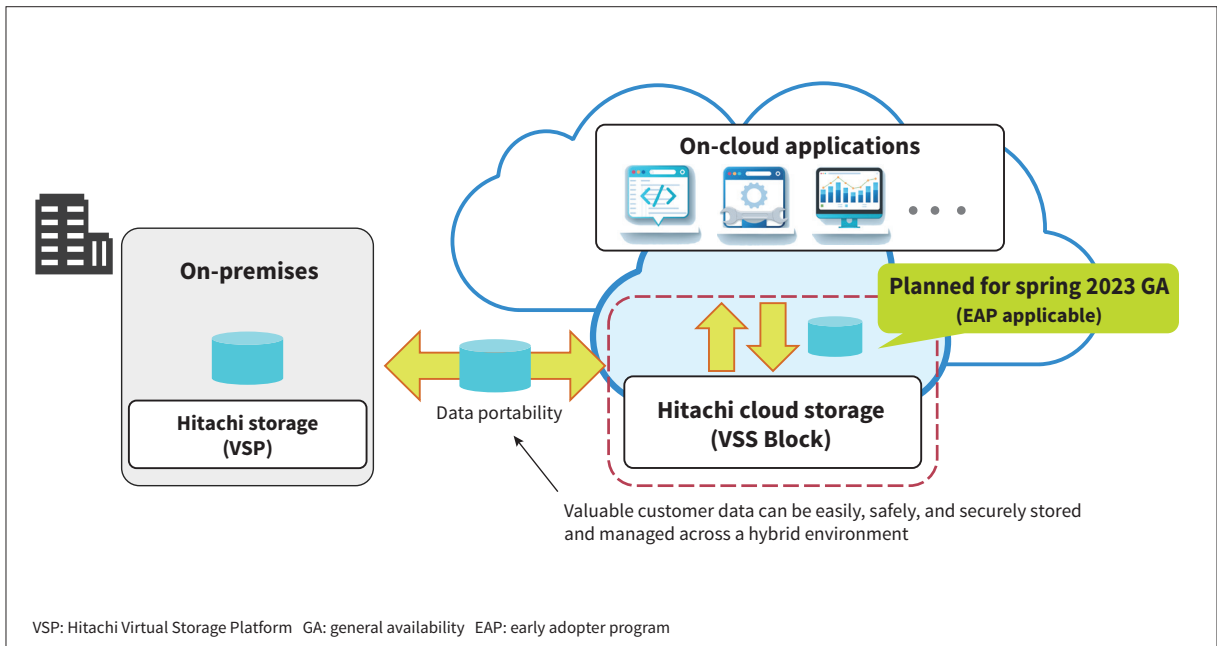 On-cloud applications
On-premises
Planned for spring 2023 GA
(EAP applicable)
Hitachi storage
(VSP)
Data portability
Hitachi cloud storage
(VSS Block)
Valuable customer data can be easily, safely, and securely stored
and managed across a hybrid environment
VSP: Hitachi Virtual Storage Platform GA: general availability EAP: early adopter program